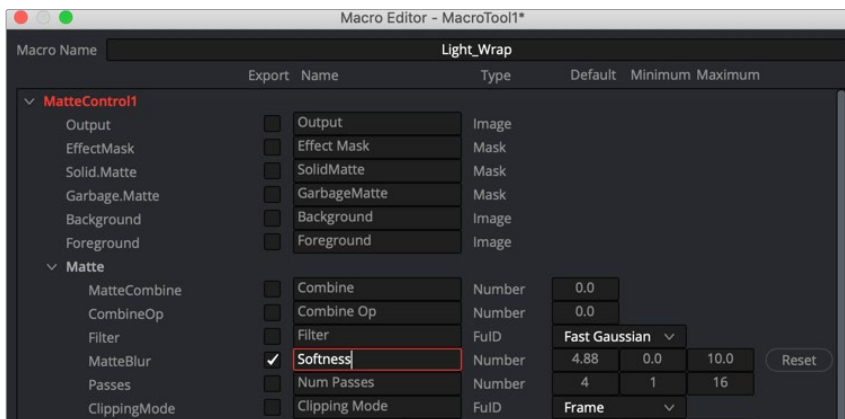 Macro Editor - MacroTool1*
Macro Name Light_Wrap
Export Name Type Default Minimum Maximum
MatteControl1
Output Output Image
EffectMask Effect Mask Mask
Solid.Matte SolidMatte Mask
Garbage.Matte GarbageMatte Mask
Background Background Image
Foreground Foreground Image
Matte
MatteCombine Combine Number 0.0
CombineOp Combine Op Number 0.0
Filter Filter FuID Fast Gaussian
MatteBlur Softness Number 4.88 0.0 10.0 Reset
Passes Num Passes Number 4 1 16
ClippingMode Clipping Mode FuID Frame